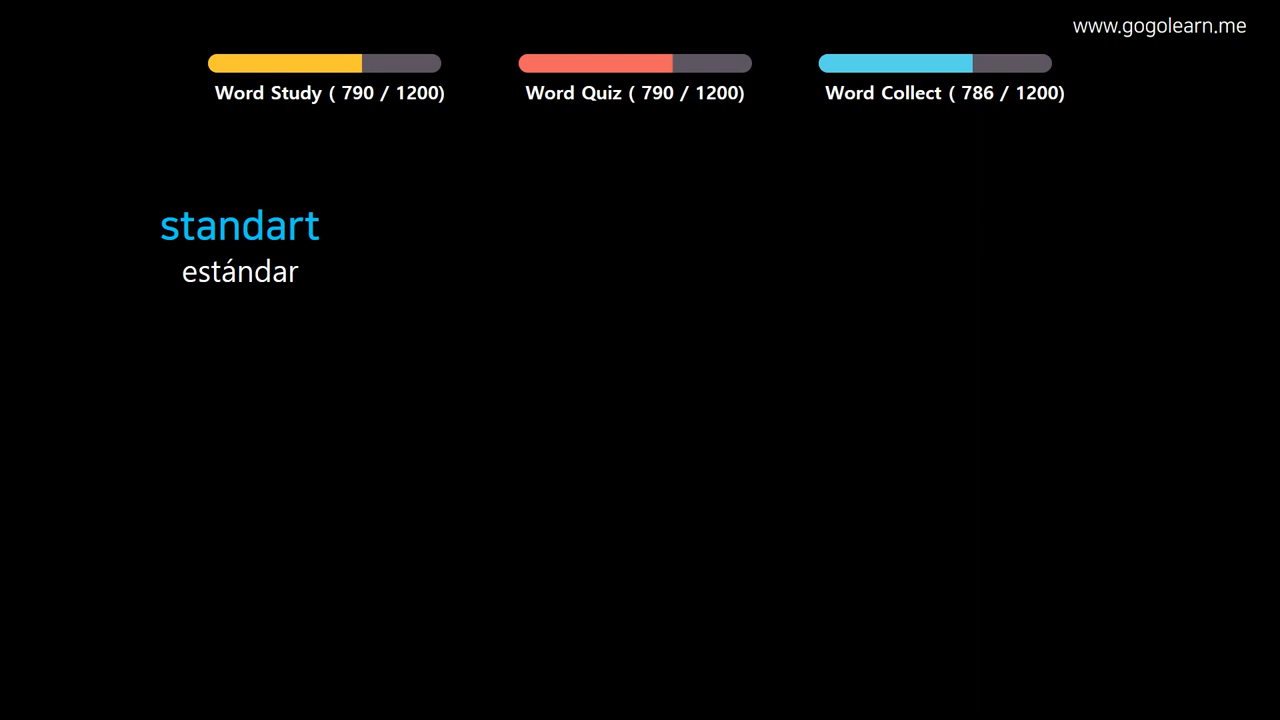 www.gogolearn.me
Word Study ( 790 / 1200)
Word Quiz ( 790 / 1200)
Word Collect ( 786 / 1200)
standart
estándar